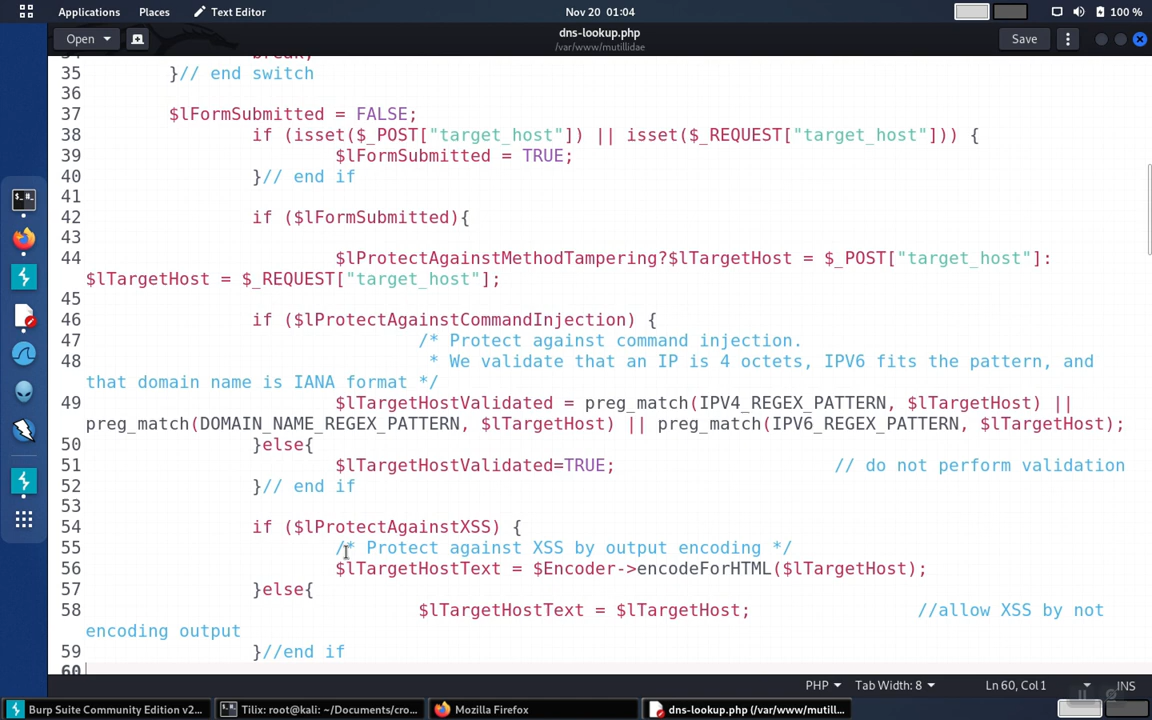 Applications Places Text Editor Nov 20 01:04 100 %
Open dns-lookup.php Save
/var/www/mutillidae
35 }// end switch
36
37 $lFormSubmitted = FALSE;
38 if (isset($_POST["target_host"]) || isset($_REQUEST["target_host"])) {
39 $lFormSubmitted = TRUE;
40 }// end if
41
42 if ($lFormSubmitted){
43
44 $lProtectAgainstMethodTampering?$lTargetHost = $_POST["target_host"]:
$lTargetHost = $_REQUEST["target_host"];
45
46 if ($lProtectAgainstCommandInjection) {
47 /* Protect against command injection.
48 * We validate that an IP is 4 octets, IPV6 fits the pattern, and
that domain name is IANA format */
49 $lTargetHostValidated = preg_match(IPV4_REGEX_PATTERN, $lTargetHost) ||
preg_match(DOMAIN_NAME_REGEX_PATTERN, $lTargetHost) || preg_match(IPV6_REGEX_PATTERN, $lTargetHost);
50 }else{
51 $lTargetHostValidated=TRUE; // do not perform validation
52 }// end if
53
54 if ($lProtectAgainstXSS) {
55 /* Protect against XSS by output encoding */
56 $lTargetHostText = $Encoder->encodeForHTML($lTargetHost);
57 }else{
58 $lTargetHostText = $lTargetHost; //allow XSS by not
encoding output
59 }//end if
60
PHP Tab Width: 8 Ln 60, Col 1 INS
Burp Suite Community Edition v2... Tilix: root@kali: ~/Documents/cro... Mozilla Firefox dns-lookup.php (/var/www/mutill...